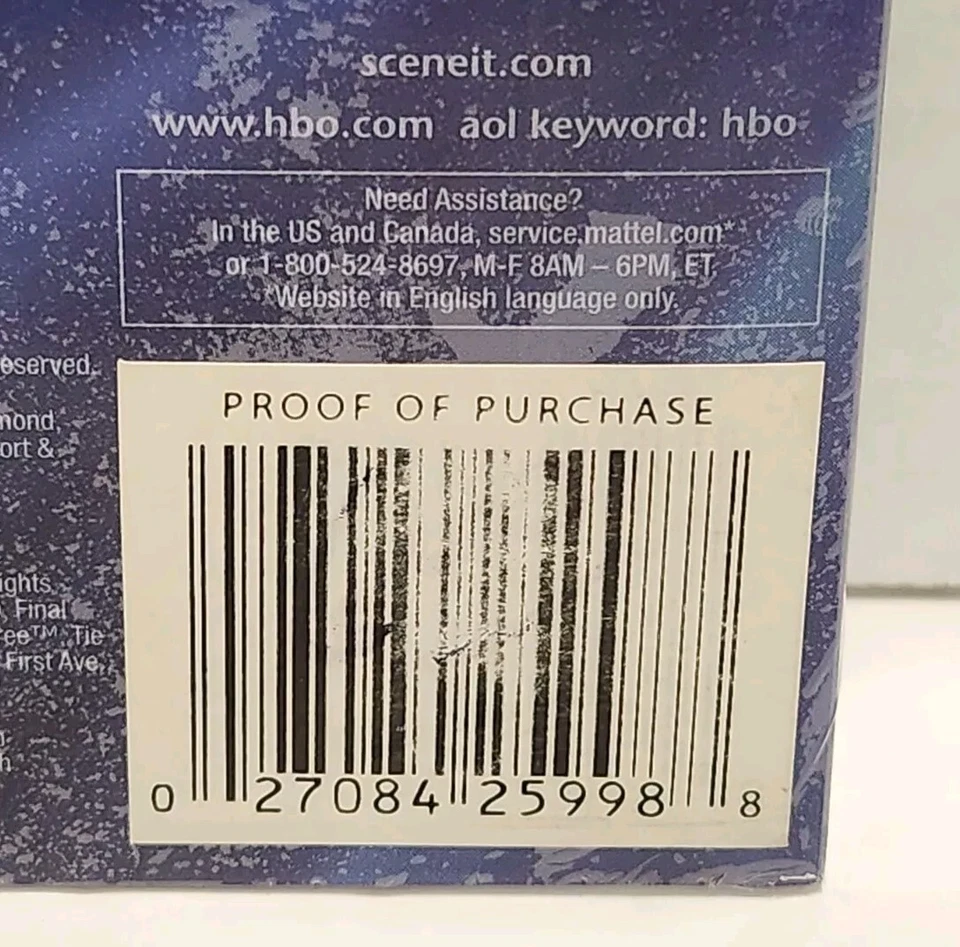 sceneit.com
www.hbo.com aol keyword: hbo
Need Assistance?
In the US and Canada, service.mattel.com*
or 1-800-524-8697, M-F 8AM – 6PM, ET.
*Website in English language only.
eserved.
mond,
ort &
ights
, Final
ree™. Tie
First Ave,
h
PROOF OF PURCHASE
0 27084 25998 8